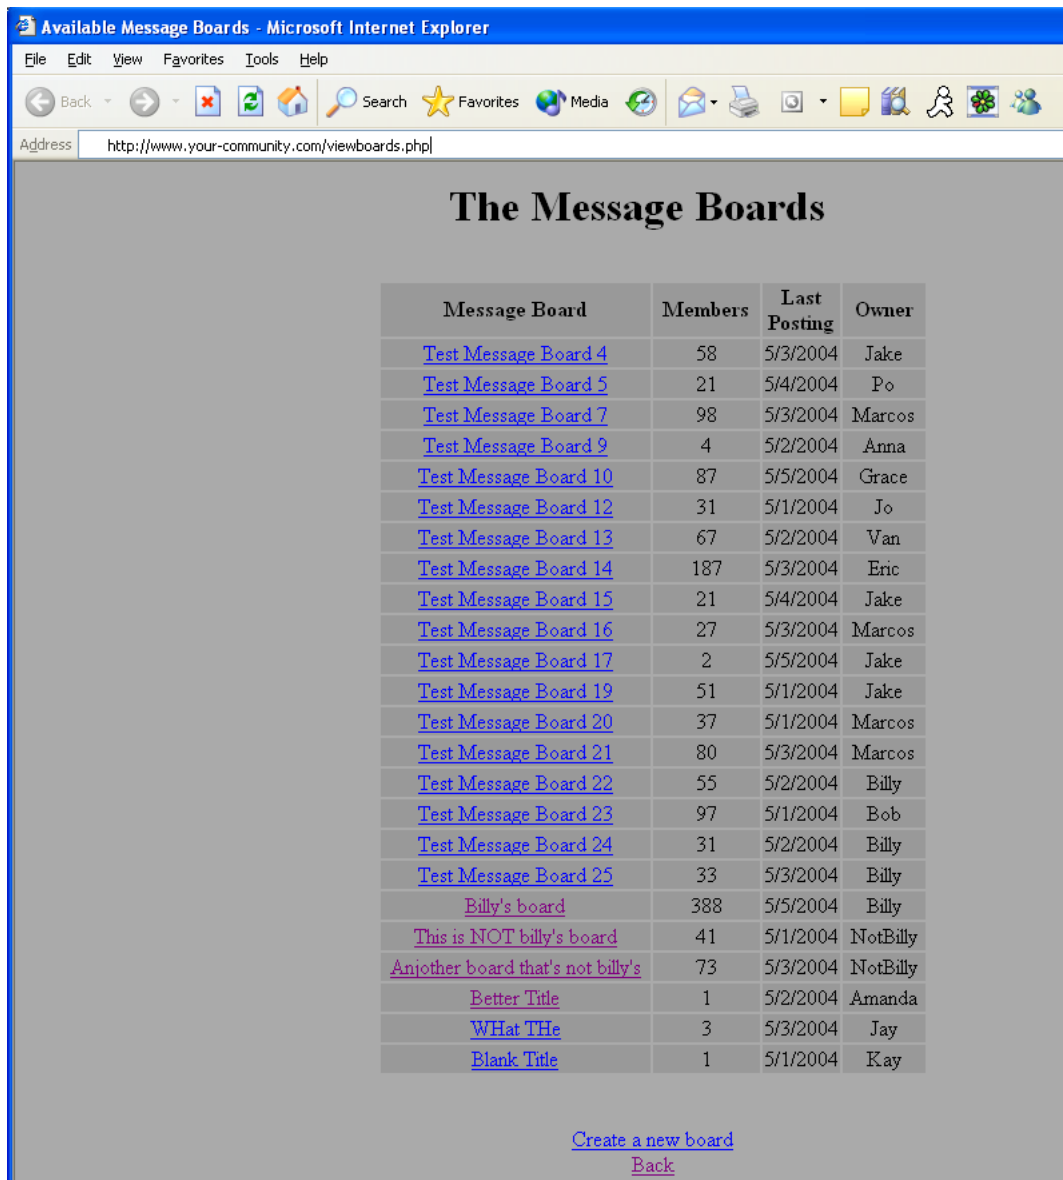 Available Message Boards - Microsoft Internet Explorer
File Edit View Favorites Tools Help
Back Search Favorites Media
Address http://www.your-community.com/viewboards.php
The Message Boards
Message Board Members Last Posting Owner
Test Message Board 4 58 5/3/2004 Jake
Test Message Board 5 21 5/4/2004 Po
Test Message Board 7 98 5/3/2004 Marcos
Test Message Board 9 4 5/2/2004 Anna
Test Message Board 10 87 5/5/2004 Grace
Test Message Board 12 31 5/1/2004 Jo
Test Message Board 13 67 5/2/2004 Van
Test Message Board 14 187 5/3/2004 Eric
Test Message Board 15 21 5/4/2004 Jake
Test Message Board 16 27 5/3/2004 Marcos
Test Message Board 17 2 5/5/2004 Jake
Test Message Board 19 51 5/1/2004 Jake
Test Message Board 20 37 5/1/2004 Marcos
Test Message Board 21 80 5/3/2004 Marcos
Test Message Board 22 55 5/2/2004 Billy
Test Message Board 23 97 5/1/2004 Bob
Test Message Board 24 31 5/2/2004 Billy
Test Message Board 25 33 5/3/2004 Billy
Billy's board 388 5/5/2004 Billy
This is NOT billy's board 41 5/1/2004 NotBilly
Anjother board that's not billy's 73 5/3/2004 NotBilly
Better Title 1 5/2/2004 Amanda
WHat THe 3 5/3/2004 Jay
Blank Title 1 5/1/2004 Kay
Create a new board
Back